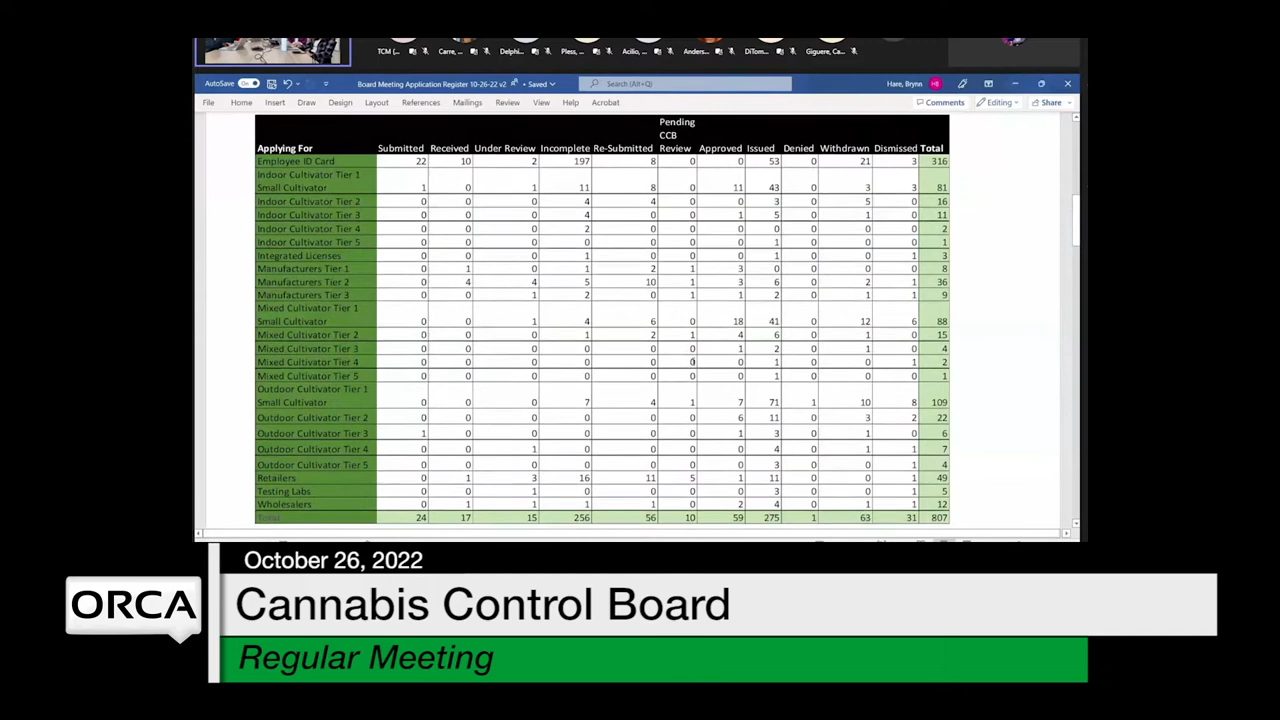 TCM (... Carre, ... Delphi... Pless, ... Acilio, ... Anders... DiTom... Giguere, Ca...
AutoSave On Board Meeting Application Register 10-26-22 v2 • Saved Search (Alt+Q) Hare, Brynn HB
File Home Insert Draw Design Layout References Mailings Review View Help Acrobat Comments Editing Share
Applying For Submitted Received Under Review Incomplete Re-Submitted Pending CCB Review Approved Issued Denied Withdrawn Dismissed Total
Employee ID Card 22 10 2 197 8 0 0 53 0 21 3 316
Indoor Cultivator Tier 1
Small Cultivator 1 0 1 11 8 0 11 43 0 3 3 81
Indoor Cultivator Tier 2 0 0 0 4 4 0 0 3 0 5 0 16
Indoor Cultivator Tier 3 0 0 0 4 0 0 1 5 0 1 0 11
Indoor Cultivator Tier 4 0 0 0 2 0 0 0 0 0 0 0 2
Indoor Cultivator Tier 5 0 0 0 0 0 0 0 1 0 0 0 1
Integrated Licenses 0 0 0 1 0 0 0 1 0 0 1 3
Manufacturers Tier 1 0 1 0 1 2 1 3 0 0 0 0 8
Manufacturers Tier 2 0 4 4 5 10 1 3 6 0 2 1 36
Manufacturers Tier 3 0 0 1 2 0 1 1 2 0 1 1 9
Mixed Cultivator Tier 1
Small Cultivator 0 0 1 4 6 0 18 41 0 12 6 88
Mixed Cultivator Tier 2 0 0 0 1 2 1 4 6 0 1 0 15
Mixed Cultivator Tier 3 0 0 0 0 0 0 1 2 0 1 0 4
Mixed Cultivator Tier 4 0 0 0 0 0 0 0 1 0 0 1 2
Mixed Cultivator Tier 5 0 0 0 0 0 0 0 1 0 0 0 1
Outdoor Cultivator Tier 1
Small Cultivator 0 0 0 7 4 1 7 71 1 10 8 109
Outdoor Cultivator Tier 2 0 0 0 0 0 0 6 11 0 3 2 22
Outdoor Cultivator Tier 3 1 0 0 0 0 0 1 3 0 1 0 6
Outdoor Cultivator Tier 4 0 0 1 0 0 0 0 4 0 1 1 7
Outdoor Cultivator Tier 5 0 0 0 0 0 0 0 3 0 0 1 4
Retailers 0 1 3 16 11 5 1 11 0 0 1 49
Testing Labs 0 0 1 0 0 0 0 3 0 0 1 5
Wholesalers 0 1 1 1 1 0 2 4 0 1 1 12
Total 24 17 15 256 56 10 59 275 1 63 31 807
October 26, 2022
ORCA
Cannabis Control Board
Regular Meeting